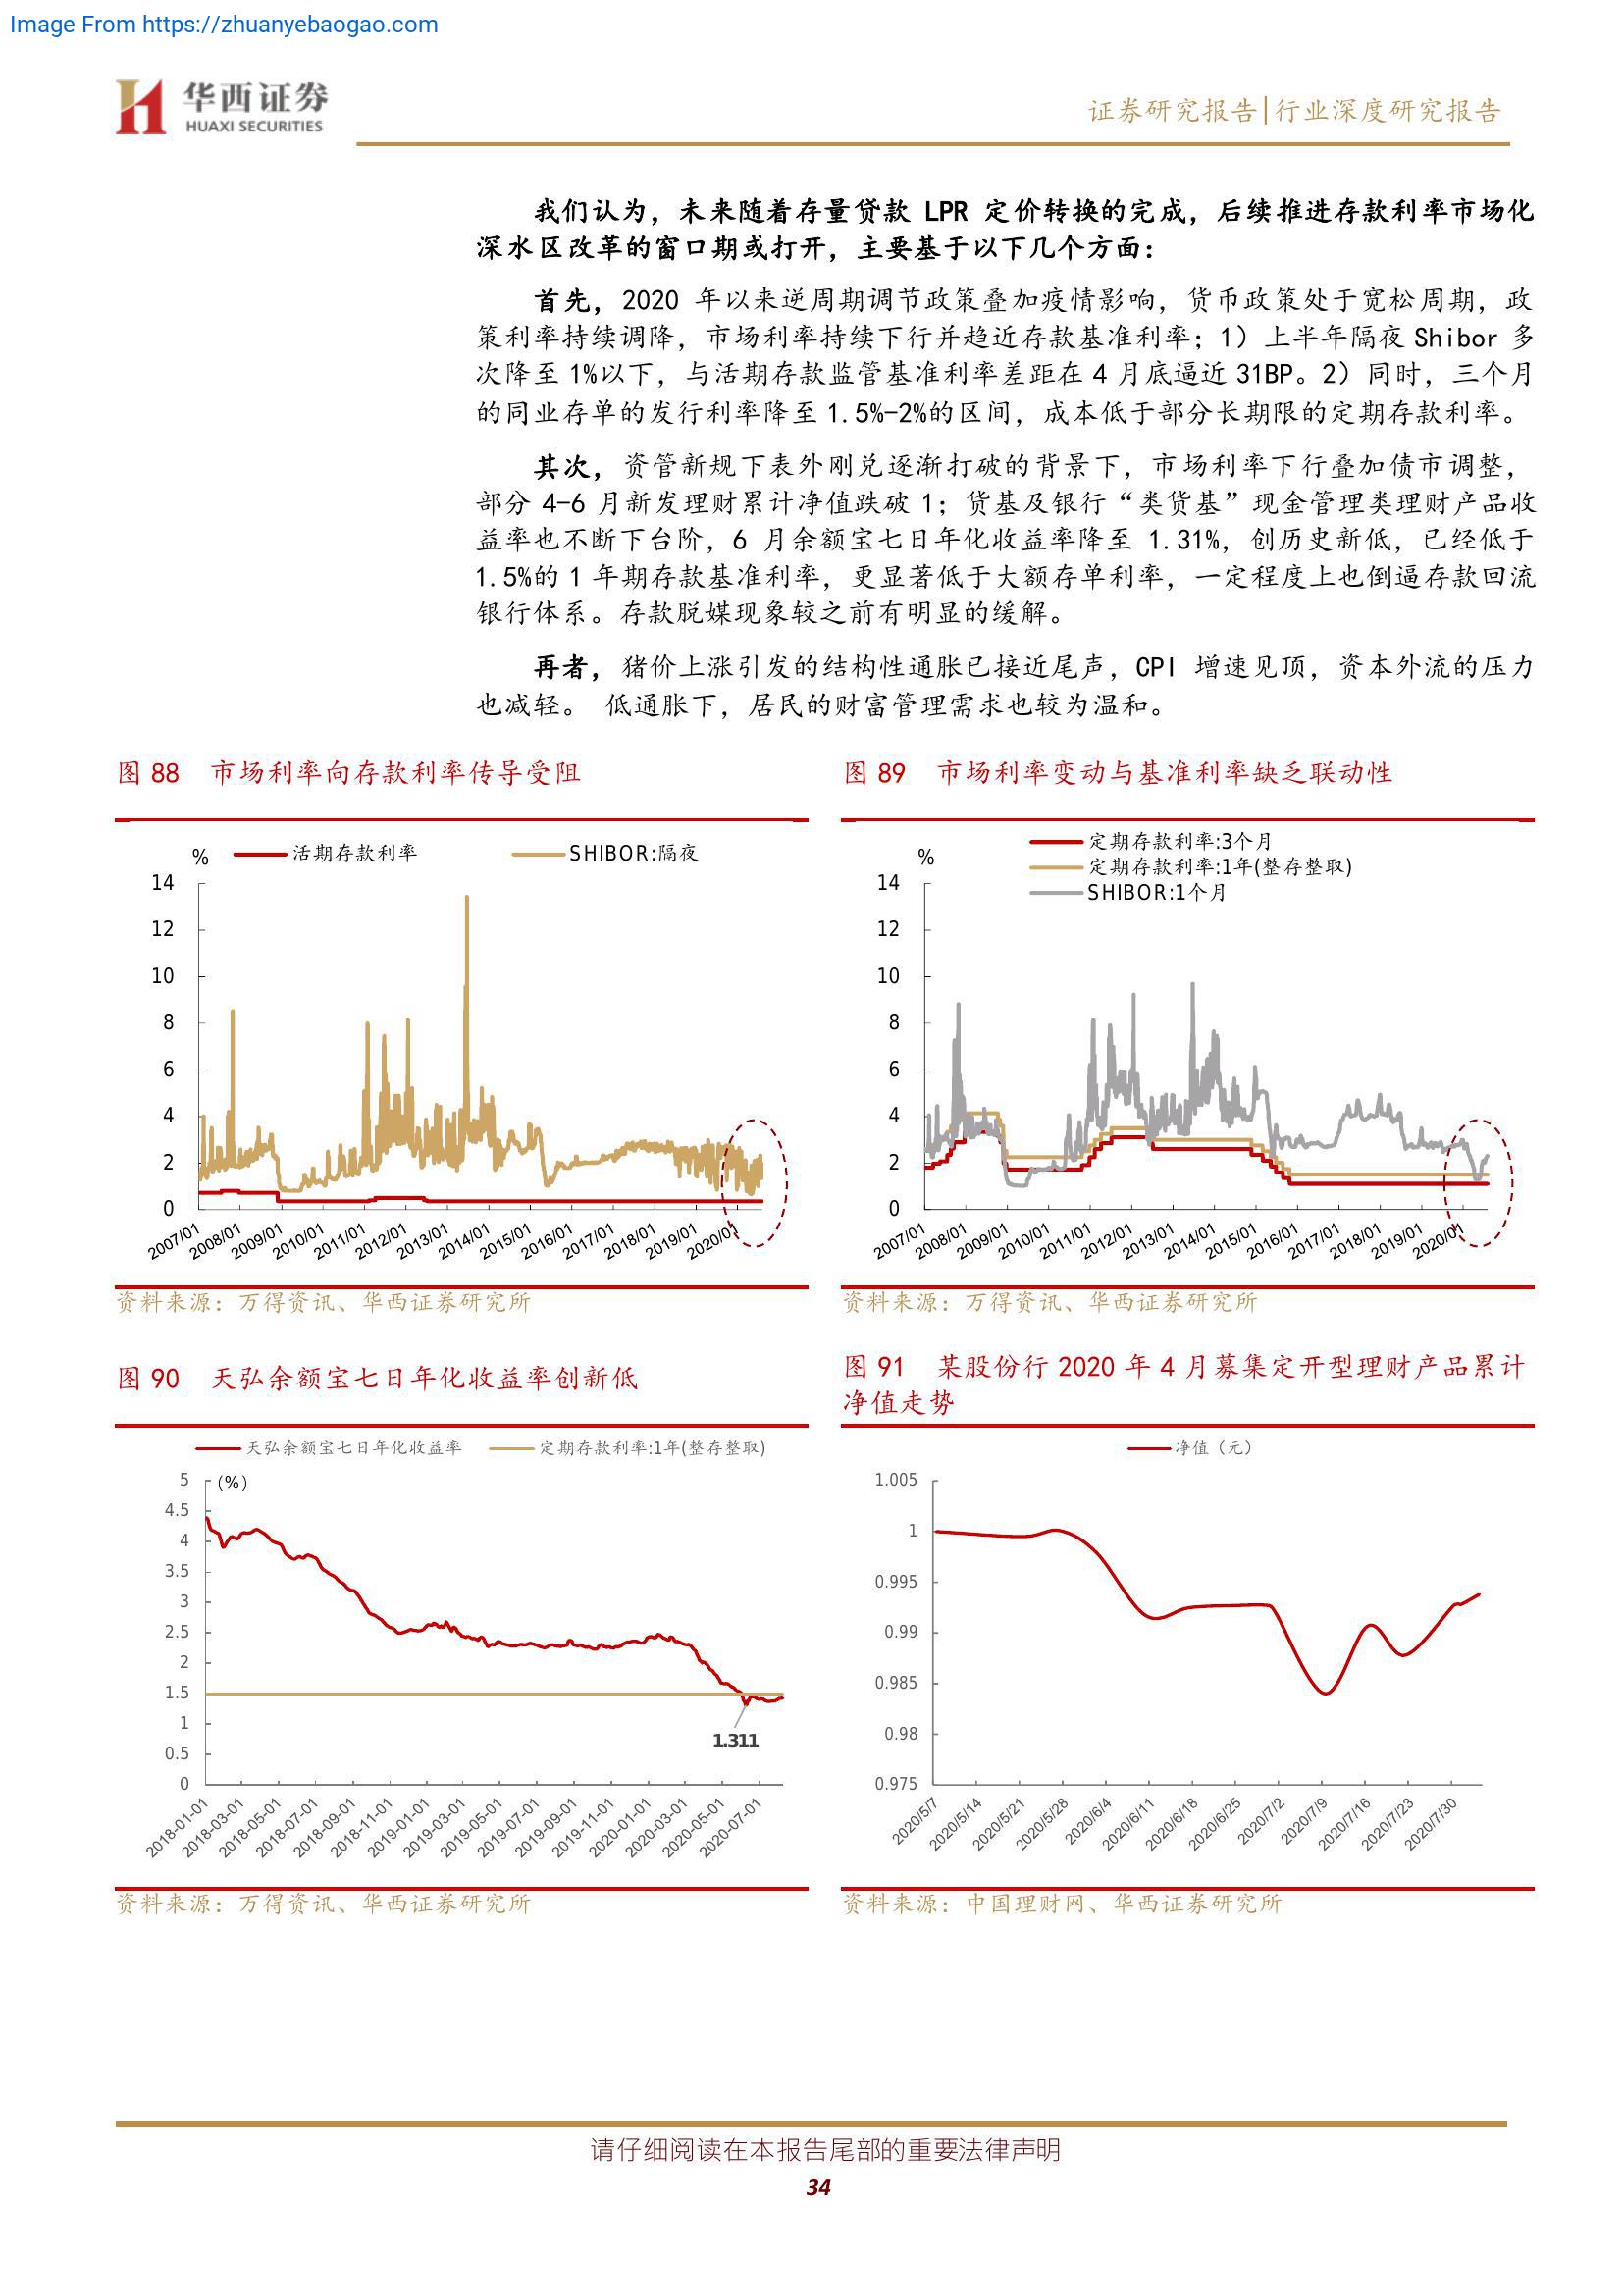 Image From https://zhuanyebaogao.com
华西证券
HUAXI SECURITIES
证券研究报告|行业深度研究报告
我们认为，未来随着存量贷款 LPR 定价转换的完成，后续推进存款利率市场化
深水区改革的窗口期或打开，主要基于以下几个方面：
首先，2020 年以来逆周期调节政策叠加疫情影响，货币政策处于宽松周期，政
策利率持续调降，市场利率持续下行并趋近存款基准利率；1）上半年隔夜 Shibor 多
次降至 1%以下，与活期存款监管基准利率差距在 4 月底逼近 31BP。2）同时，三个月
的同业存单的发行利率降至 1.5%-2%的区间，成本低于部分长期限的定期存款利率。
其次，资管新规下表外刚兑逐渐打破的背景下，市场利率下行叠加债市调整，
部分 4-6 月新发理财累计净值跌破 1；货基及银行“类货基”现金管理类理财产品收
益率也不断下台阶，6 月余额宝七日年化收益率降至 1.31%，创历史新低，已经低于
1.5%的 1 年期存款基准利率，更显著低于大额存单利率，一定程度上也倒逼存款回流
银行体系。存款脱媒现象较之前有明显的缓解。
再者，猪价上涨引发的结构性通胀已接近尾声，CPI 增速见顶，资本外流的压力
也减轻。 低通胀下，居民的财富管理需求也较为温和。
图 88 市场利率向存款利率传导受阻
% 活期存款利率 SHIBOR:隔夜
14
12
10
8
6
4
2
0
2007/01 2008/01 2009/01 2010/01 2011/01 2012/01 2013/01 2014/01 2015/01 2016/01 2017/01 2018/01 2019/01 2020/01
资料来源：万得资讯、华西证券研究所
图 89 市场利率变动与基准利率缺乏联动性
定期存款利率:3个月
% 定期存款利率:1年(整存整取)
SHIBOR:1个月
14
12
10
8
6
4
2
0
2007/01 2008/01 2009/01 2010/01 2011/01 2012/01 2013/01 2014/01 2015/01 2016/01 2017/01 2018/01 2019/01 2020/01
资料来源：万得资讯、华西证券研究所
图 90 天弘余额宝七日年化收益率创新低
天弘余额宝七日年化收益率 定期存款利率:1年(整存整取)
5 (%)
4.5
4
3.5
3
2.5
2
1.5
1
0.5
0
1.311
2018-01-01 2018-03-01 2018-05-01 2018-07-01 2018-09-01 2018-11-01 2019-01-01 2019-03-01 2019-05-01 2019-07-01 2019-09-01 2019-11-01 2020-01-01 2020-03-01 2020-05-01 2020-07-01
资料来源：万得资讯、华西证券研究所
图 91 某股份行 2020 年 4 月募集定开型理财产品累计
净值走势
净值（元）
1.005
1
0.995
0.99
0.985
0.98
0.975
2020/5/7 2020/5/14 2020/5/21 2020/5/28 2020/6/4 2020/6/11 2020/6/18 2020/6/25 2020/7/2 2020/7/9 2020/7/16 2020/7/23 2020/7/30
资料来源：中国理财网、华西证券研究所
请仔细阅读在本报告尾部的重要法律声明
34